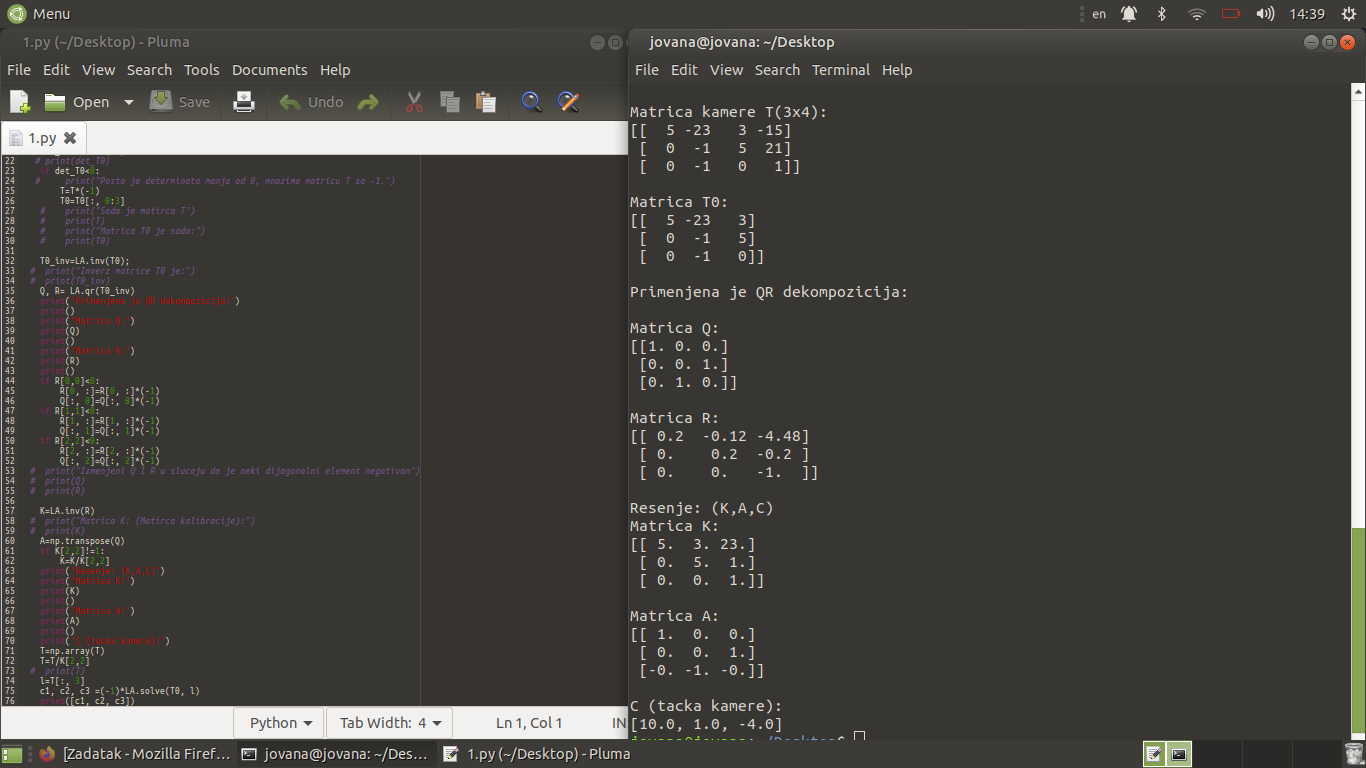 Menu
en
14:39
1.py (~/Desktop) - Pluma
File Edit View Search Tools Documents Help
Open Save Undo
1.py
22 # print(det_T0)
23 if det_T0<0:
24 # print("Posto je determinata manja od 0, mnozimo matricu T sa -1.")
25 T=T*(-1)
26 T0=T0[:, 0:3]
27 # print("Sada je matirca T")
28 # print(T)
29 # print("Matrica T0 je sada:")
30 # print(T0)
31
32 T0_inv=LA.inv(T0);
33 # print("Inverz matrice T0 je:")
34 # print(T0_inv)
35 Q, R= LA.qr(T0_inv)
36 print("Primenjena je QR dekompozicija:")
37 print()
38 print("Matrica Q:")
39 print(Q)
40 print()
41 print("Matrica R:")
42 print(R)
43 print()
44 if R[0,0]<0:
45 R[0, :]=R[0, :]*(-1)
46 Q[:, 0]=Q[:, 0]*(-1)
47 if R[1,1]<0:
48 R[1, :]=R[1, :]*(-1)
49 Q[:, 1]=Q[:, 1]*(-1)
50 if R[2,2]<0:
51 R[2, :]=R[2, :]*(-1)
52 Q[:, 2]=Q[:, 2]*(-1)
53 # print("Izmenjeni Q I R u slucaju da je neki dijagonalni element negativan")
54 # print(Q)
55 # print(R)
56
57 K=LA.inv(R)
58 # print("Matrica K: (Matirca kalibracije):")
59 # print(K)
60 A=np.transpose(Q)
61 if K[2,2]!=1:
62 K=K/K[2,2]
63 print("Resenje: (K,A,C)")
64 print("Matrica K:")
65 print(K)
66 print()
67 print("Matrica A:")
68 print(A)
69 print()
70 print("C (tacka kamere):")
71 T=np.array(T)
72 T=T/K[2,2]
73 # print(T)
74 l=T[:, 3]
75 c1, c2, c3 =(-1)*LA.solve(T0, l)
76 print([c1, c2, c3])
Python Tab Width: 4 Ln 1, Col 1 IN
jovana@jovana: ~/Desktop
File Edit View Search Terminal Help
Matrica kamere T(3x4):
[[ 5 -23 3 -15]
[ 0 -1 5 21]
[ 0 -1 0 1]]
Matrica T0:
[[ 5 -23 3]
[ 0 -1 5]
[ 0 -1 0]]
Primenjena je QR dekompozicija:
Matrica Q:
[[1. 0. 0.]
[0. 0. 1.]
[0. 1. 0.]]
Matrica R:
[[ 0.2 -0.12 -4.48]
[ 0. 0.2 -0.2 ]
[ 0. 0. -1. ]]
Resenje: (K,A,C)
Matrica K:
[[ 5. 3. 23.]
[ 0. 5. 1.]
[ 0. 0. 1.]]
Matrica A:
[[ 1. 0. 0.]
[ 0. 0. 1.]
[-0. -1. -0.]]
C (tacka kamere):
[10.0, 1.0, -4.0]
jovana@jovana:~/Desktop$
[Zadatak - Mozilla Firef... jovana@jovana: ~/Des... 1.py (~/Desktop) - Pluma